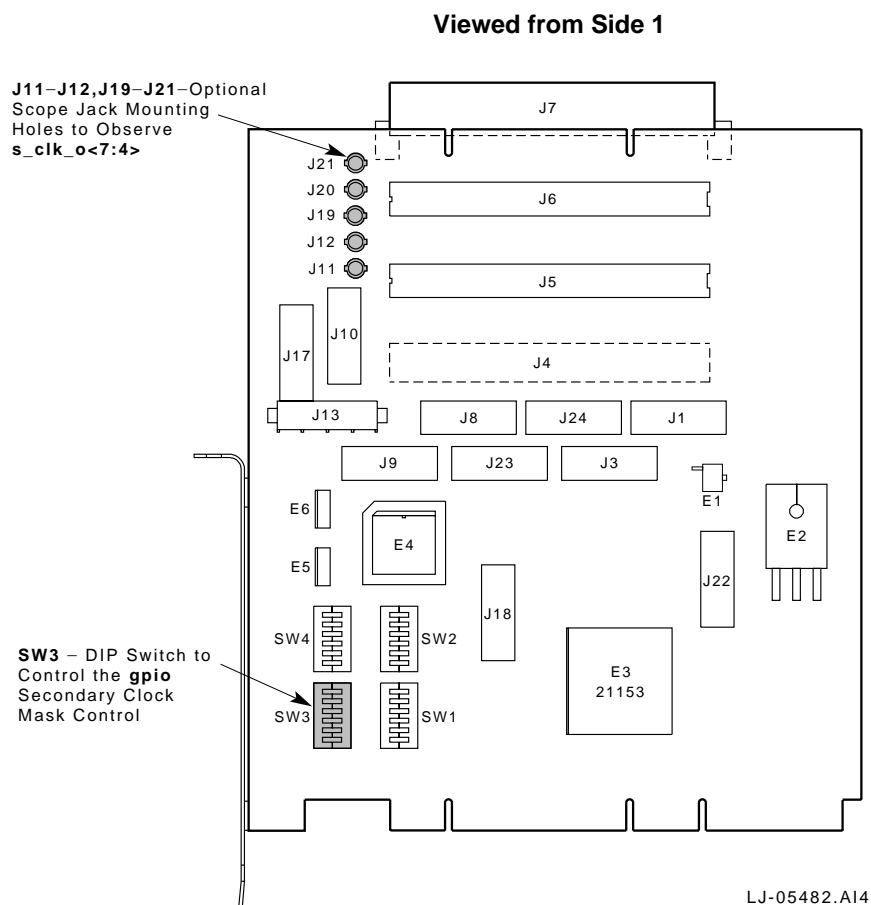 Viewed from Side 1
J11–J12,J19–J21–Optional
Scope Jack Mounting
Holes to Observe
s_clk_o<7:4>
J7
J21
J20
J6
J19
J12
J11
J5
J10
J17
J4
J13
J8
J24
J1
J9
J23
J3
E1
E6
E4
E2
E5
J22
J18
SW4
SW2
SW3 – DIP Switch to
Control the gpio
Secondary Clock
Mask Control
E3
21153
SW3
SW1
LJ-05482.AI4